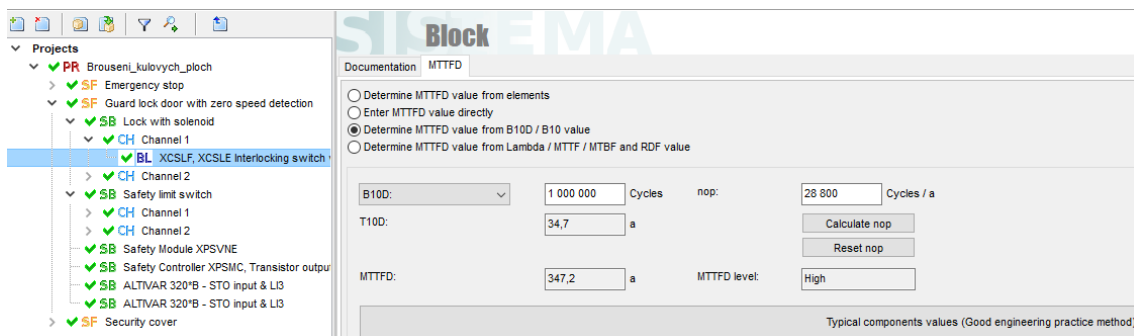 SISTEMA
Block
Projects
PR Brouseni_kulovych_ploch
SF Emergency stop
SF Guard lock door with zero speed detection
SB Lock with solenoid
CH Channel 1
BL XCSLF, XCSLE Interlocking switch
CH Channel 2
SB Safety limit switch
CH Channel 1
CH Channel 2
SB Safety Module XPSVNE
SB Safety Controller XPSMC, Transistor outpu
SB ALTIVAR 320*B - STO input & LI3
SB ALTIVAR 320*B - STO input & LI3
SF Security cover
Documentation MTTFD
Determine MTTFD value from elements
Enter MTTFD value directly
Determine MTTFD value from B10D / B10 value
Determine MTTFD value from Lambda / MTTF / MTBF and RDF value
B10D: 1 000 000 Cycles nop: 28 800 Cycles / a
T10D: 34,7 a Calculate nop
Reset nop
MTTFD: 347,2 a MTTFD level: High
Typical components values (Good engineering practice method)